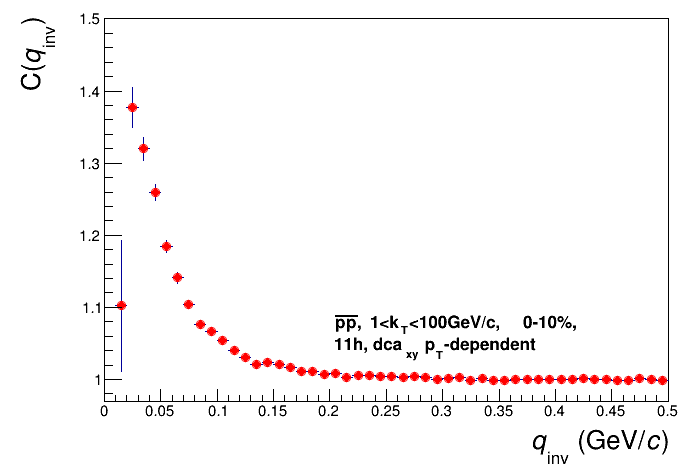 C(q_inv)
1.5
1.4
1.3
1.2
1.1
1
p̅p̅, 1<k_T<100GeV/c, 0-10%,
11h, dca_xy p_T-dependent
0 0.05 0.1 0.15 0.2 0.25 0.3 0.35 0.4 0.45 0.5
q_inv (GeV/c)